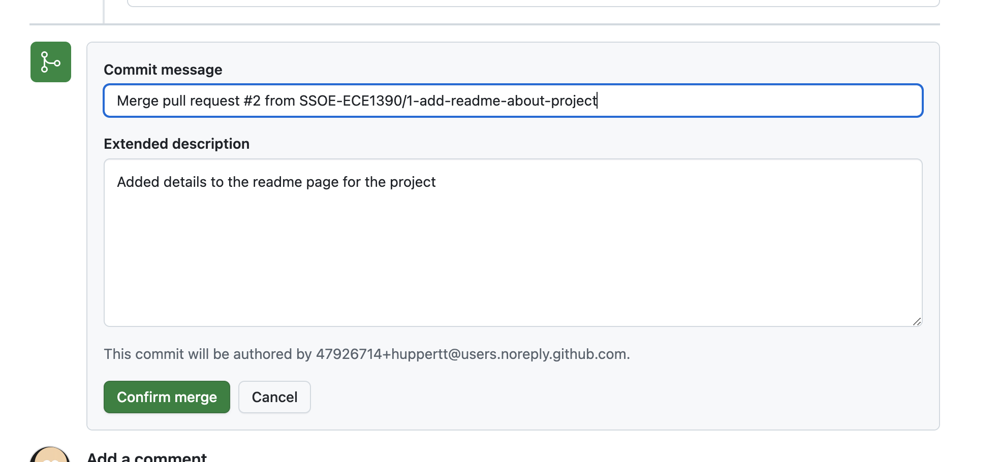 Commit message
Merge pull request #2 from SSOE-ECE1390/1-add-readme-about-project
Extended description
Added details to the readme page for the project
This commit will be authored by 47926714+huppertt@users.noreply.github.com.
Confirm merge Cancel
Add a comment